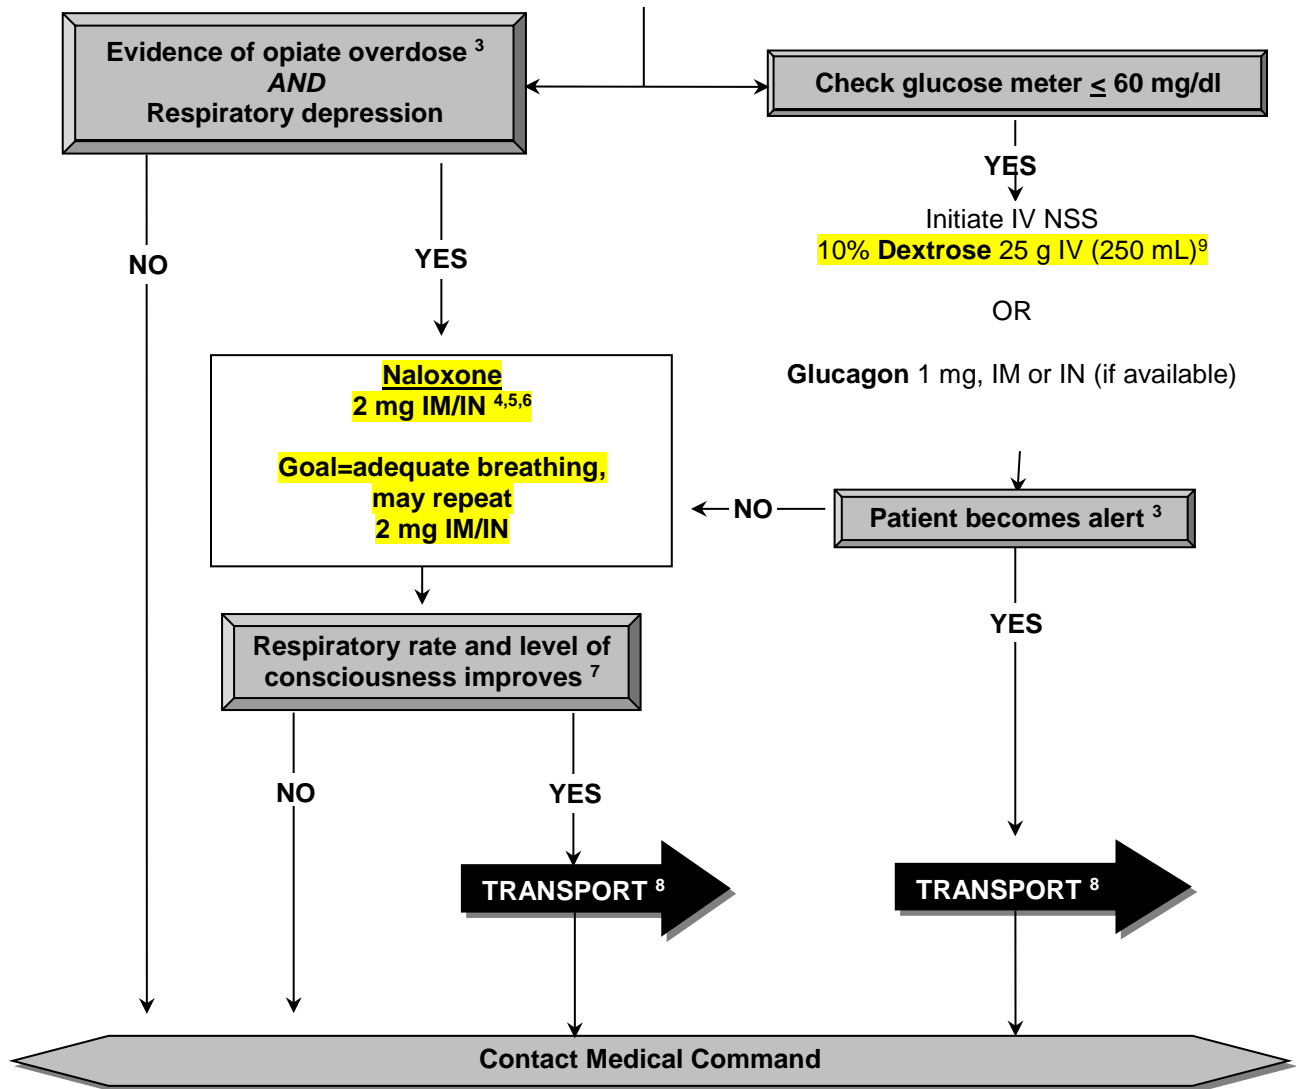 Evidence of opiate overdose ³
AND
Respiratory depression
Check glucose meter ≤ 60 mg/dl
YES
Initiate IV NSS
10% Dextrose 25 g IV (250 mL)⁹
OR
Glucagon 1 mg, IM or IN (if available)
NO
YES
Naloxone
2 mg IM/IN ⁴,⁵,⁶
Goal=adequate breathing,
may repeat
2 mg IM/IN
NO
Patient becomes alert ³
YES
Respiratory rate and level of
consciousness improves ⁷
NO
YES
TRANSPORT ⁸
TRANSPORT ⁸
Contact Medical Command